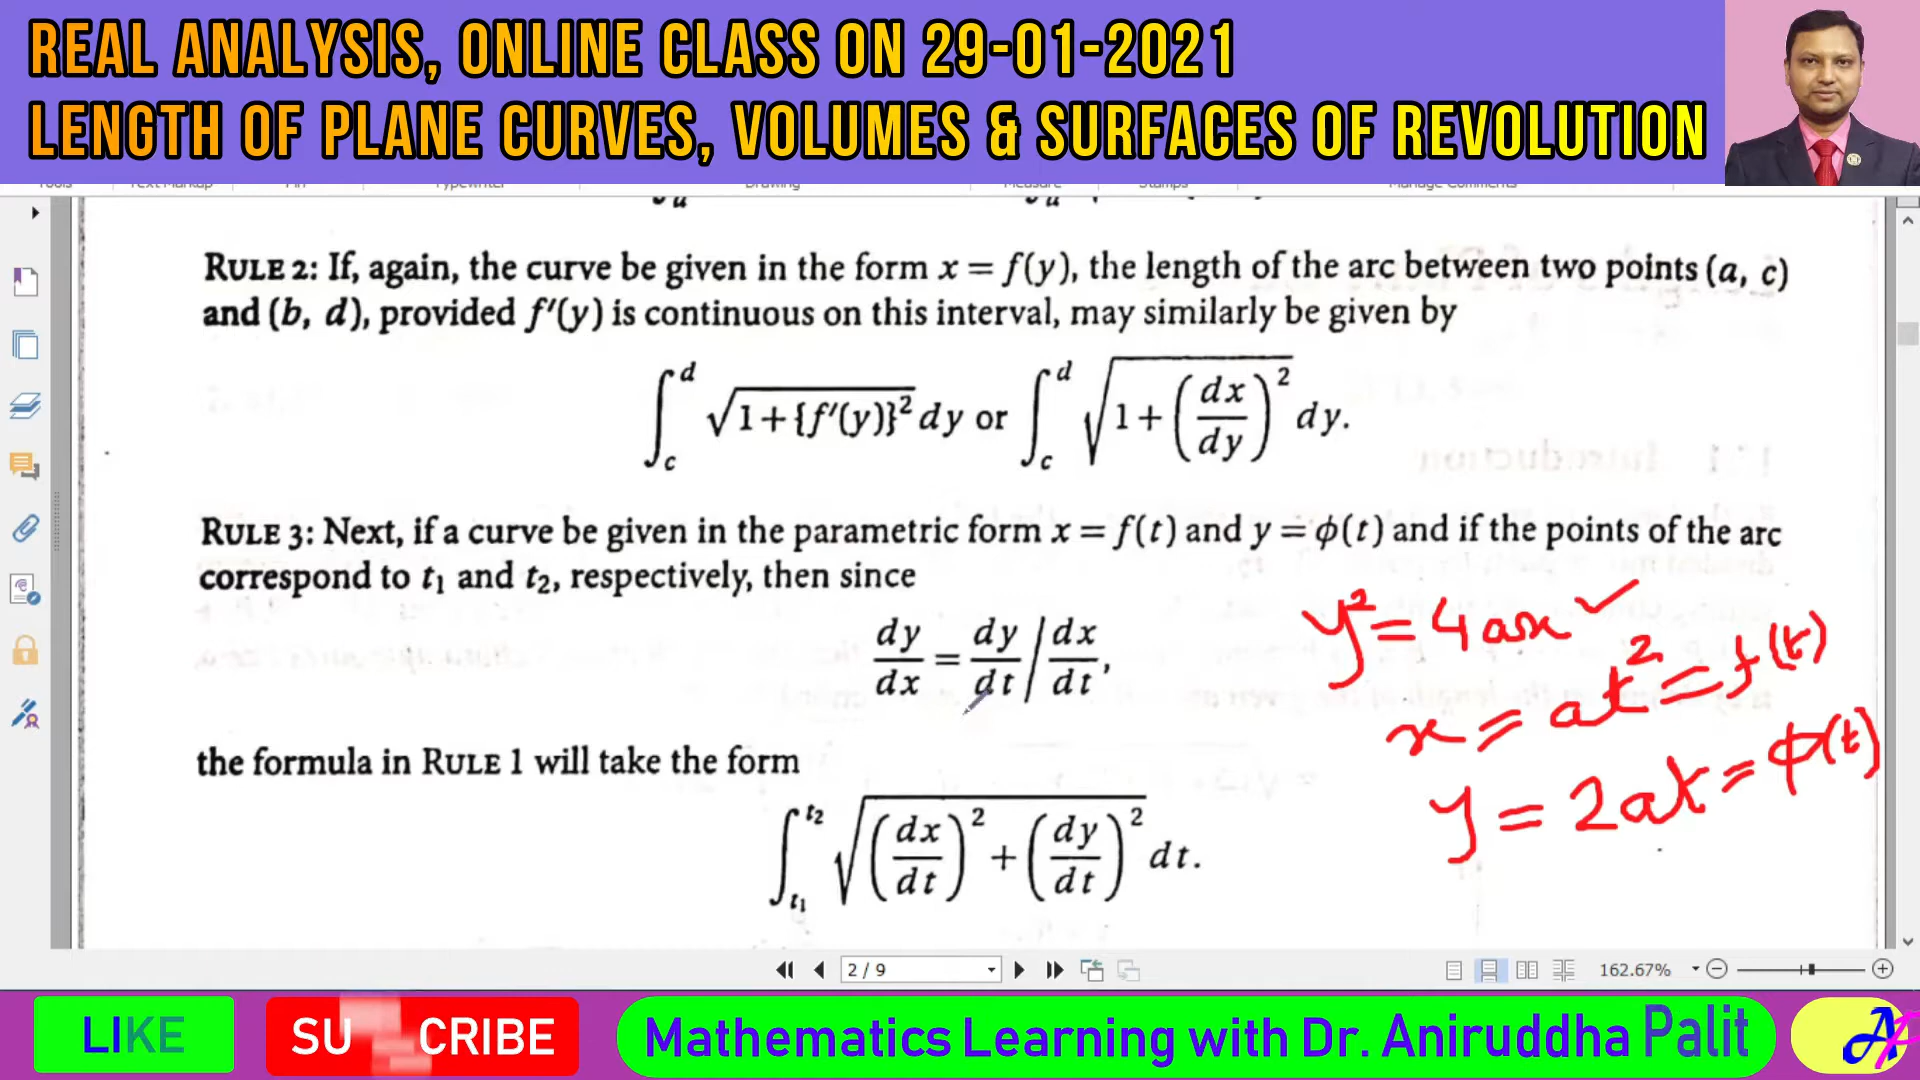 REAL ANALYSIS, ONLINE CLASS ON 29-01-2021
LENGTH OF PLANE CURVES, VOLUMES & SURFACES OF REVOLUTION
RULE 2: If, again, the curve be given in the form x = f(y), the length of the arc between two points (a, c)
and (b, d), provided f′(y) is continuous on this interval, may similarly be given by
∫_c^d √(1+{f′(y)}²) dy or ∫_c^d √(1+(dx/dy)²) dy.
RULE 3: Next, if a curve be given in the parametric form x = f(t) and y = ϕ(t) and if the points of the arc
correspond to t₁ and t₂, respectively, then since
dy/dx = dy/dt / dx/dt,
y² = 4ax ✓
x = at² = f(t)
y = 2at = ϕ(t)
the formula in RULE 1 will take the form
∫_{t₁}^{t₂} √((dx/dt)² + (dy/dt)²) dt.
2 / 9
162.67%
LIKE
SU CRIBE
Mathematics Learning with Dr. Aniruddha Palit